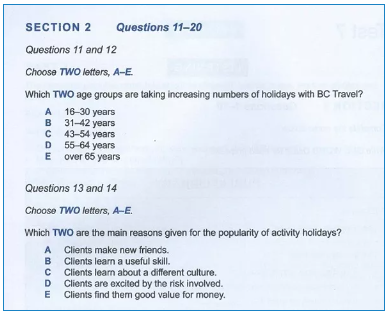 SECTION 2 Questions 11–20
Questions 11 and 12
Choose TWO letters, A–E.
Which TWO age groups are taking increasing numbers of holidays with BC Travel?
A 16–30 years
B 31–42 years
C 43–54 years
D 55–64 years
E over 65 years
Questions 13 and 14
Choose TWO letters, A–E.
Which TWO are the main reasons given for the popularity of activity holidays?
A Clients make new friends.
B Clients learn a useful skill.
C Clients learn about a different culture.
D Clients are excited by the risk involved.
E Clients find them good value for money.